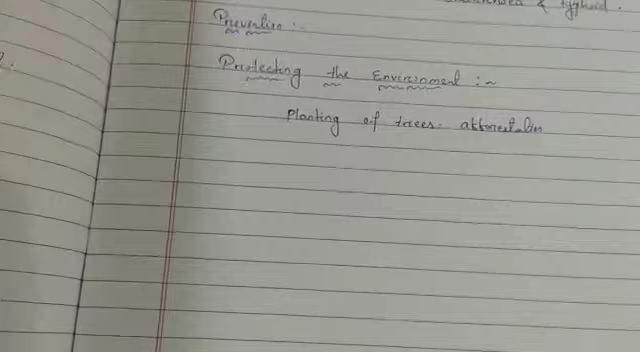 & Typhoid.
Prevention :-
Protecting the Environment :~
Planting of trees. afforestation